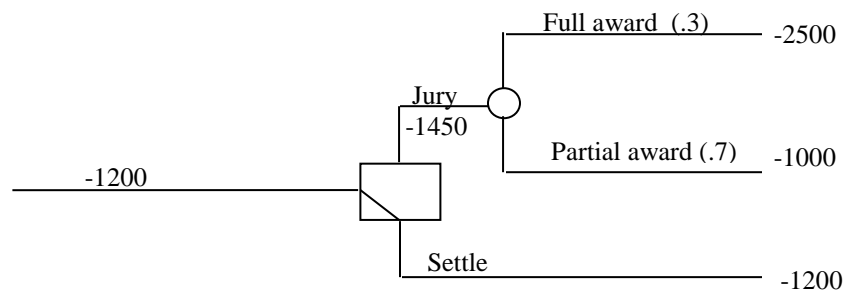 Full award (.3)
-2500
Jury
-1450
Partial award (.7)
-1000
-1200
Settle
-1200